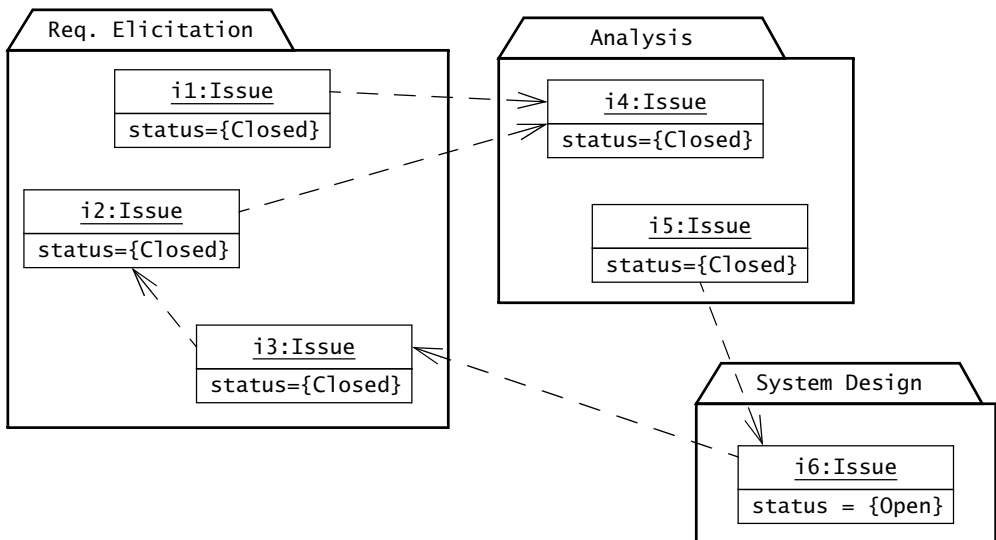 Req. Elicitation
i1:Issue
status={Closed}
i2:Issue
status={Closed}
i3:Issue
status={Closed}
Analysis
i4:Issue
status={Closed}
i5:Issue
status={Closed}
System Design
i6:Issue
status = {Open}